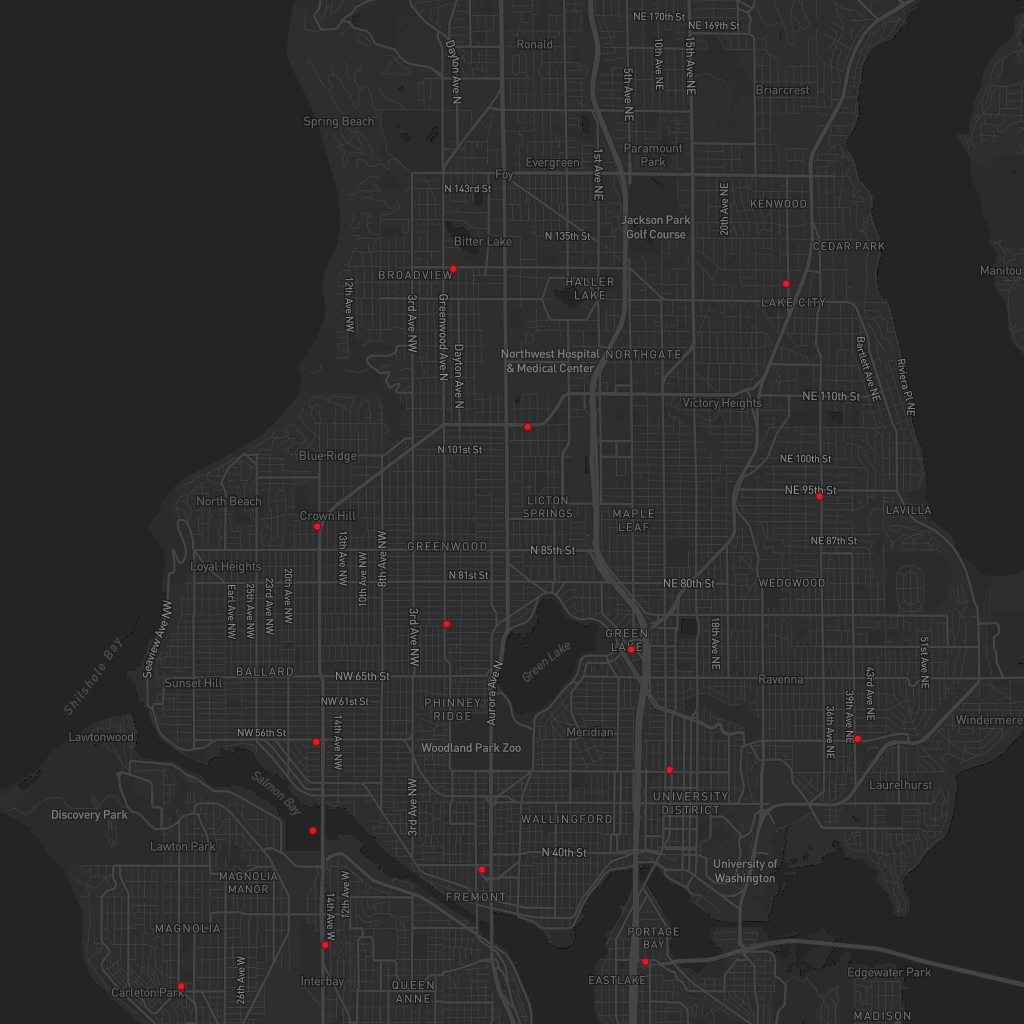 NE 170th St
NE 169th St
Ronald
Dayton Ave N
5th Ave NE
10th Ave NE
15th Ave NE
Briarcrest
Spring Beach
1st Ave NE
Paramount
Park
Evergreen
Foy
N 143rd St
20th Ave NE
KENWOOD
Jackson Park
Golf Course
N 135th St
Bitter Lake
CEDAR PARK
BROADVIEW
HALLER
LAKE
Manitou
LAKE CITY
12th Ave NW
3rd Ave NW
Greenwood Ave N
Dayton Ave N
Northwest Hospital
& Medical Center
NORTHGATE
Bartlett Ave NE
Riviera Pl NE
Victory Heights
NE 110th St
N 101st St
Blue Ridge
NE 100th St
NE 95th St
North Beach
Crown Hill
LICTON
SPRINGS
MAPLE
LEAF
LAVILLA
NE 87th St
13th Ave NW
10th Ave NW
8th Ave NW
GREENWOOD
N 85th St
Loyal Heights
N 81st St
NE 80th St
WEDGWOOD
Earl Ave NW
25th Ave NW
23rd Ave NW
20th Ave NW
Seaview Ave NW
3rd Ave NW
GREEN
LAKE
18th Ave NE
51st Ave NE
Shilshole Bay
Green Lake
BALLARD
NW 65th St
Sunset Hill
Ravenna
43rd Ave NE
39th Ave NE
36th Ave NE
NW 61st St
PHINNEY
RIDGE
Aurora Ave N
Windermere
14th Ave NW
NW 56th St
Lawtonwood
Meridian
Woodland Park Zoo
Salmon Bay
Laurelhurst
3rd Ave NW
UNIVERSITY
DISTRICT
Discovery Park
WALLINGFORD
Lawton Park
N 40th St
University of
Washington
MAGNOLIA
MANOR
12th Ave W
14th Ave W
FREMONT
MAGNOLIA
PORTAGE
BAY
26th Ave W
Edgewater Park
Interbay
EASTLAKE
Carleton Park
QUEEN
ANNE
MADISON